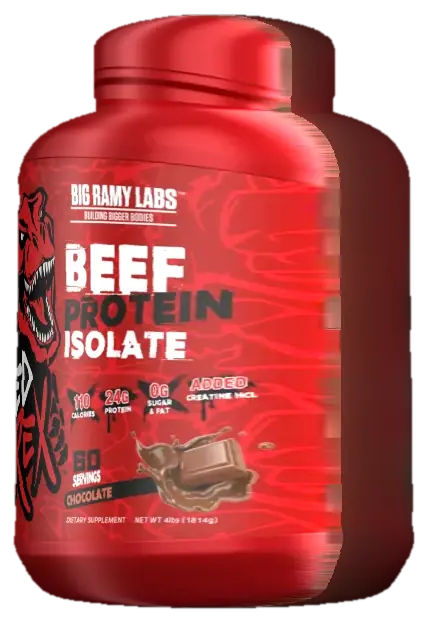 BIG RAMY LABS™
BUILDING BIGGER BODIES
BEEF
PROTEIN
ISOLATE
110
CALORIES
24G
PROTEIN
0G
SUGAR
& FAT
ADDED
CREATINE HCL
60
SERVINGS
CHOCOLATE
DIETARY SUPPLEMENT NET WT 4lbs (1814g)